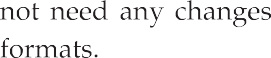 not need any changes
formats.